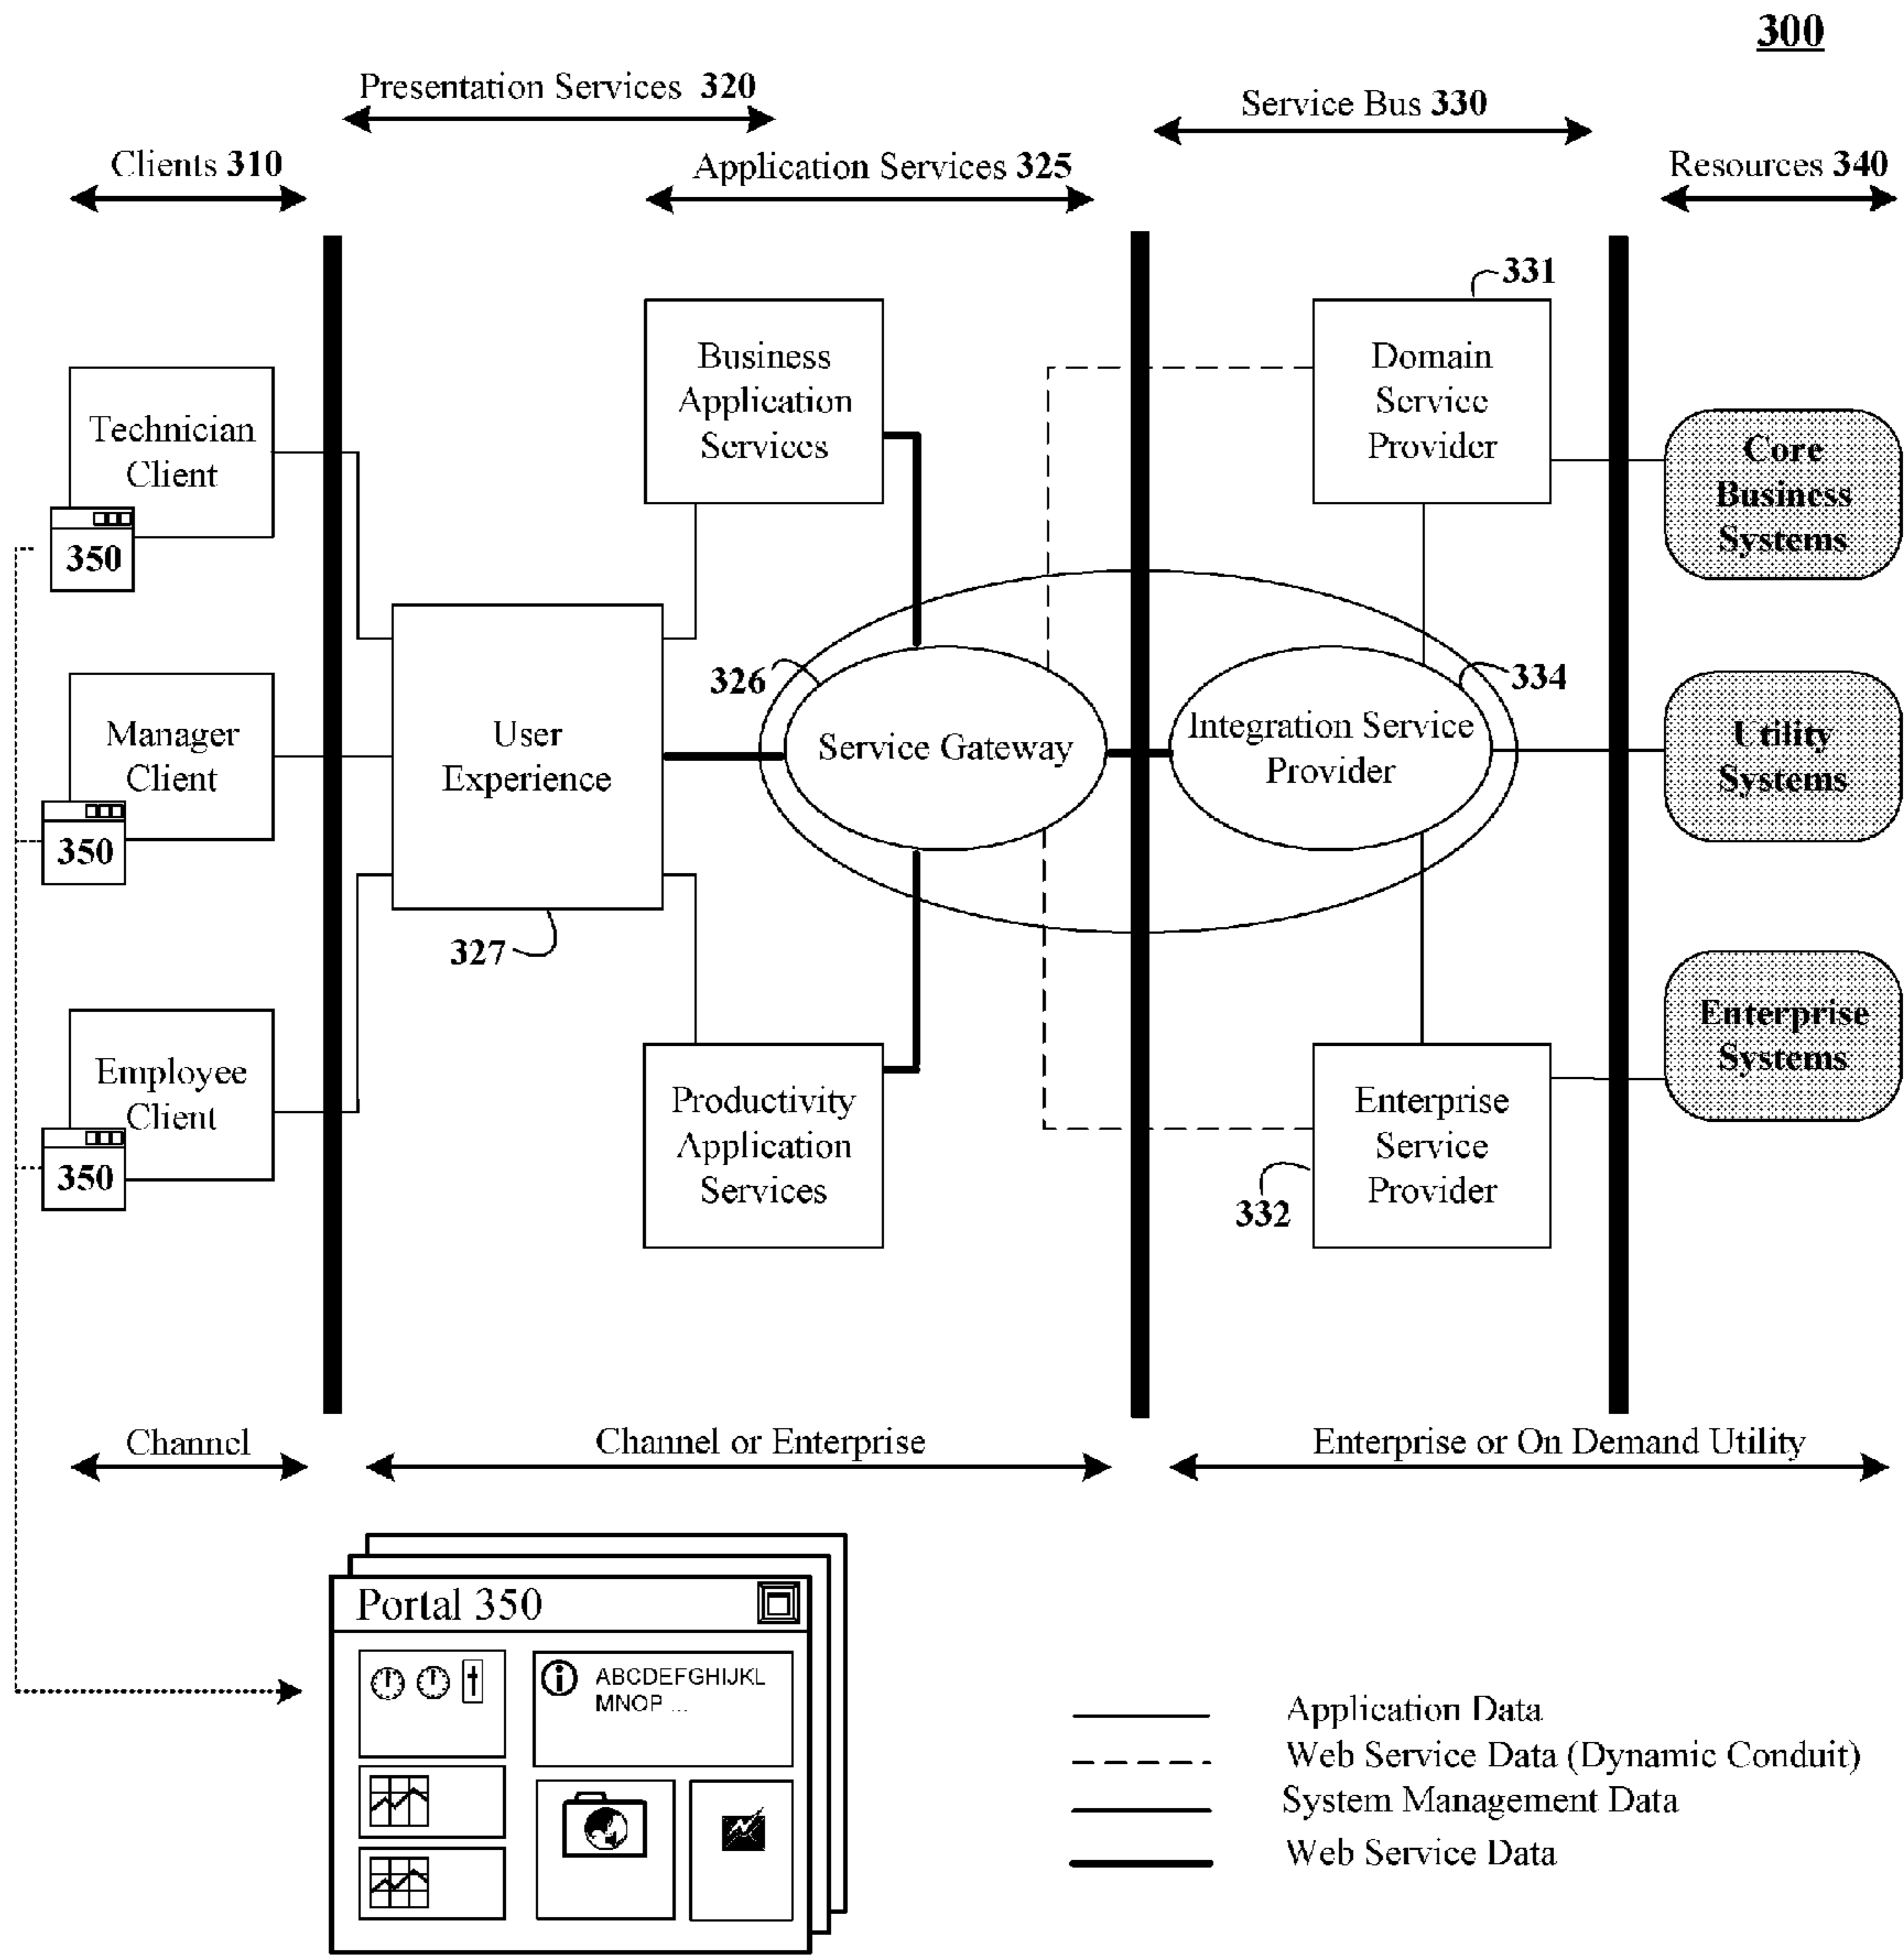 300
Presentation Services 320
Service Bus 330
Clients 310
Application Services 325
Resources 340
331
Business
Application
Services
Domain
Service
Provider
Technician
Client
350
Core
Business
Systems
326
334
Manager
Client
350
User
Experience
Service Gateway
Integration Service
Provider
Utility
Systems
327
Employee
Client
350
Productivity
Application
Services
Enterprise
Service
Provider
332
Enterprise
Systems
Channel
Channel or Enterprise
Enterprise or On Demand Utility
Portal 350
ABCDEFGHIJKL
MNOP ...
Application Data
Web Service Data (Dynamic Conduit)
System Management Data
Web Service Data